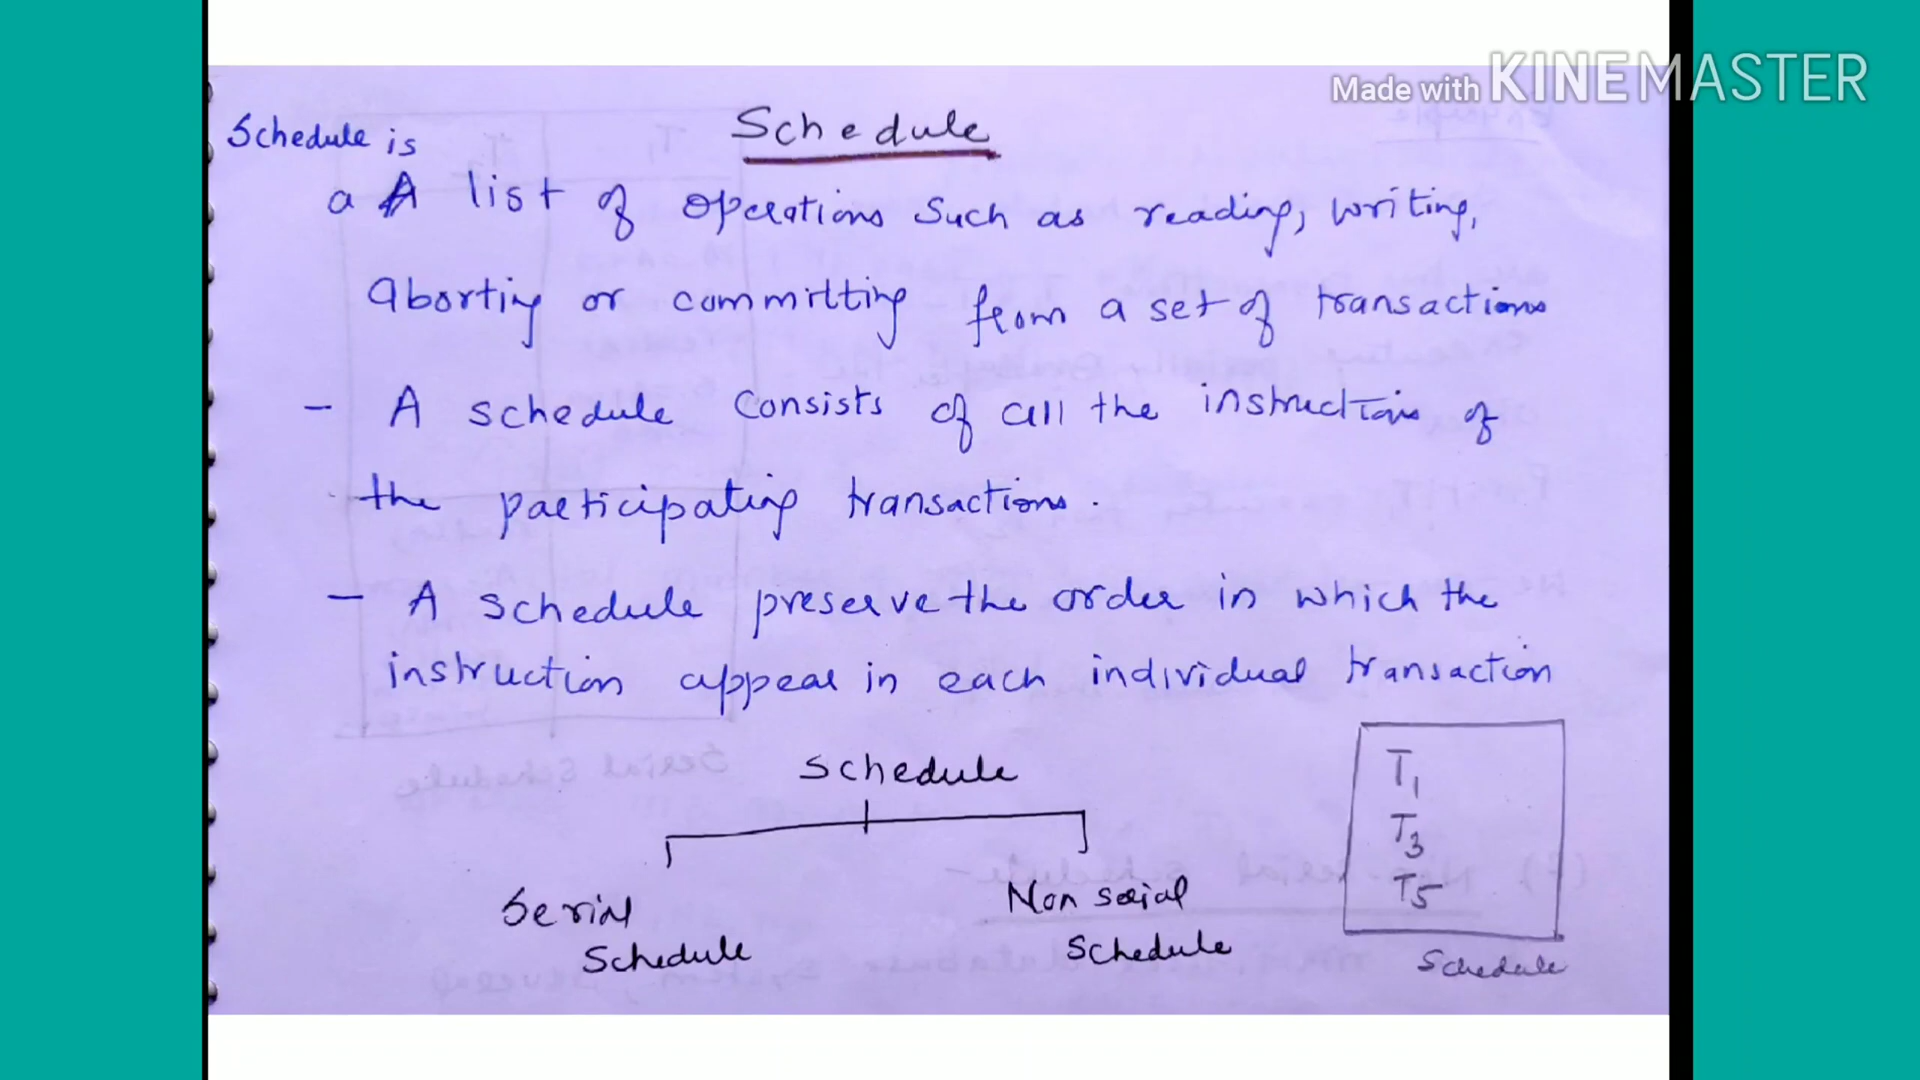 Made with KINEMASTER
Schedule
Schedule is
a A list of operations such as reading, writing,
aborting or committing from a set of transactions
- A schedule consists of all the instructions of
the participating transactions.
- A schedule preserve the order in which the
instruction appear in each individual transaction
Schedule
Serial Schedule
Non serial Schedule
T1
T3
T5
Schedule